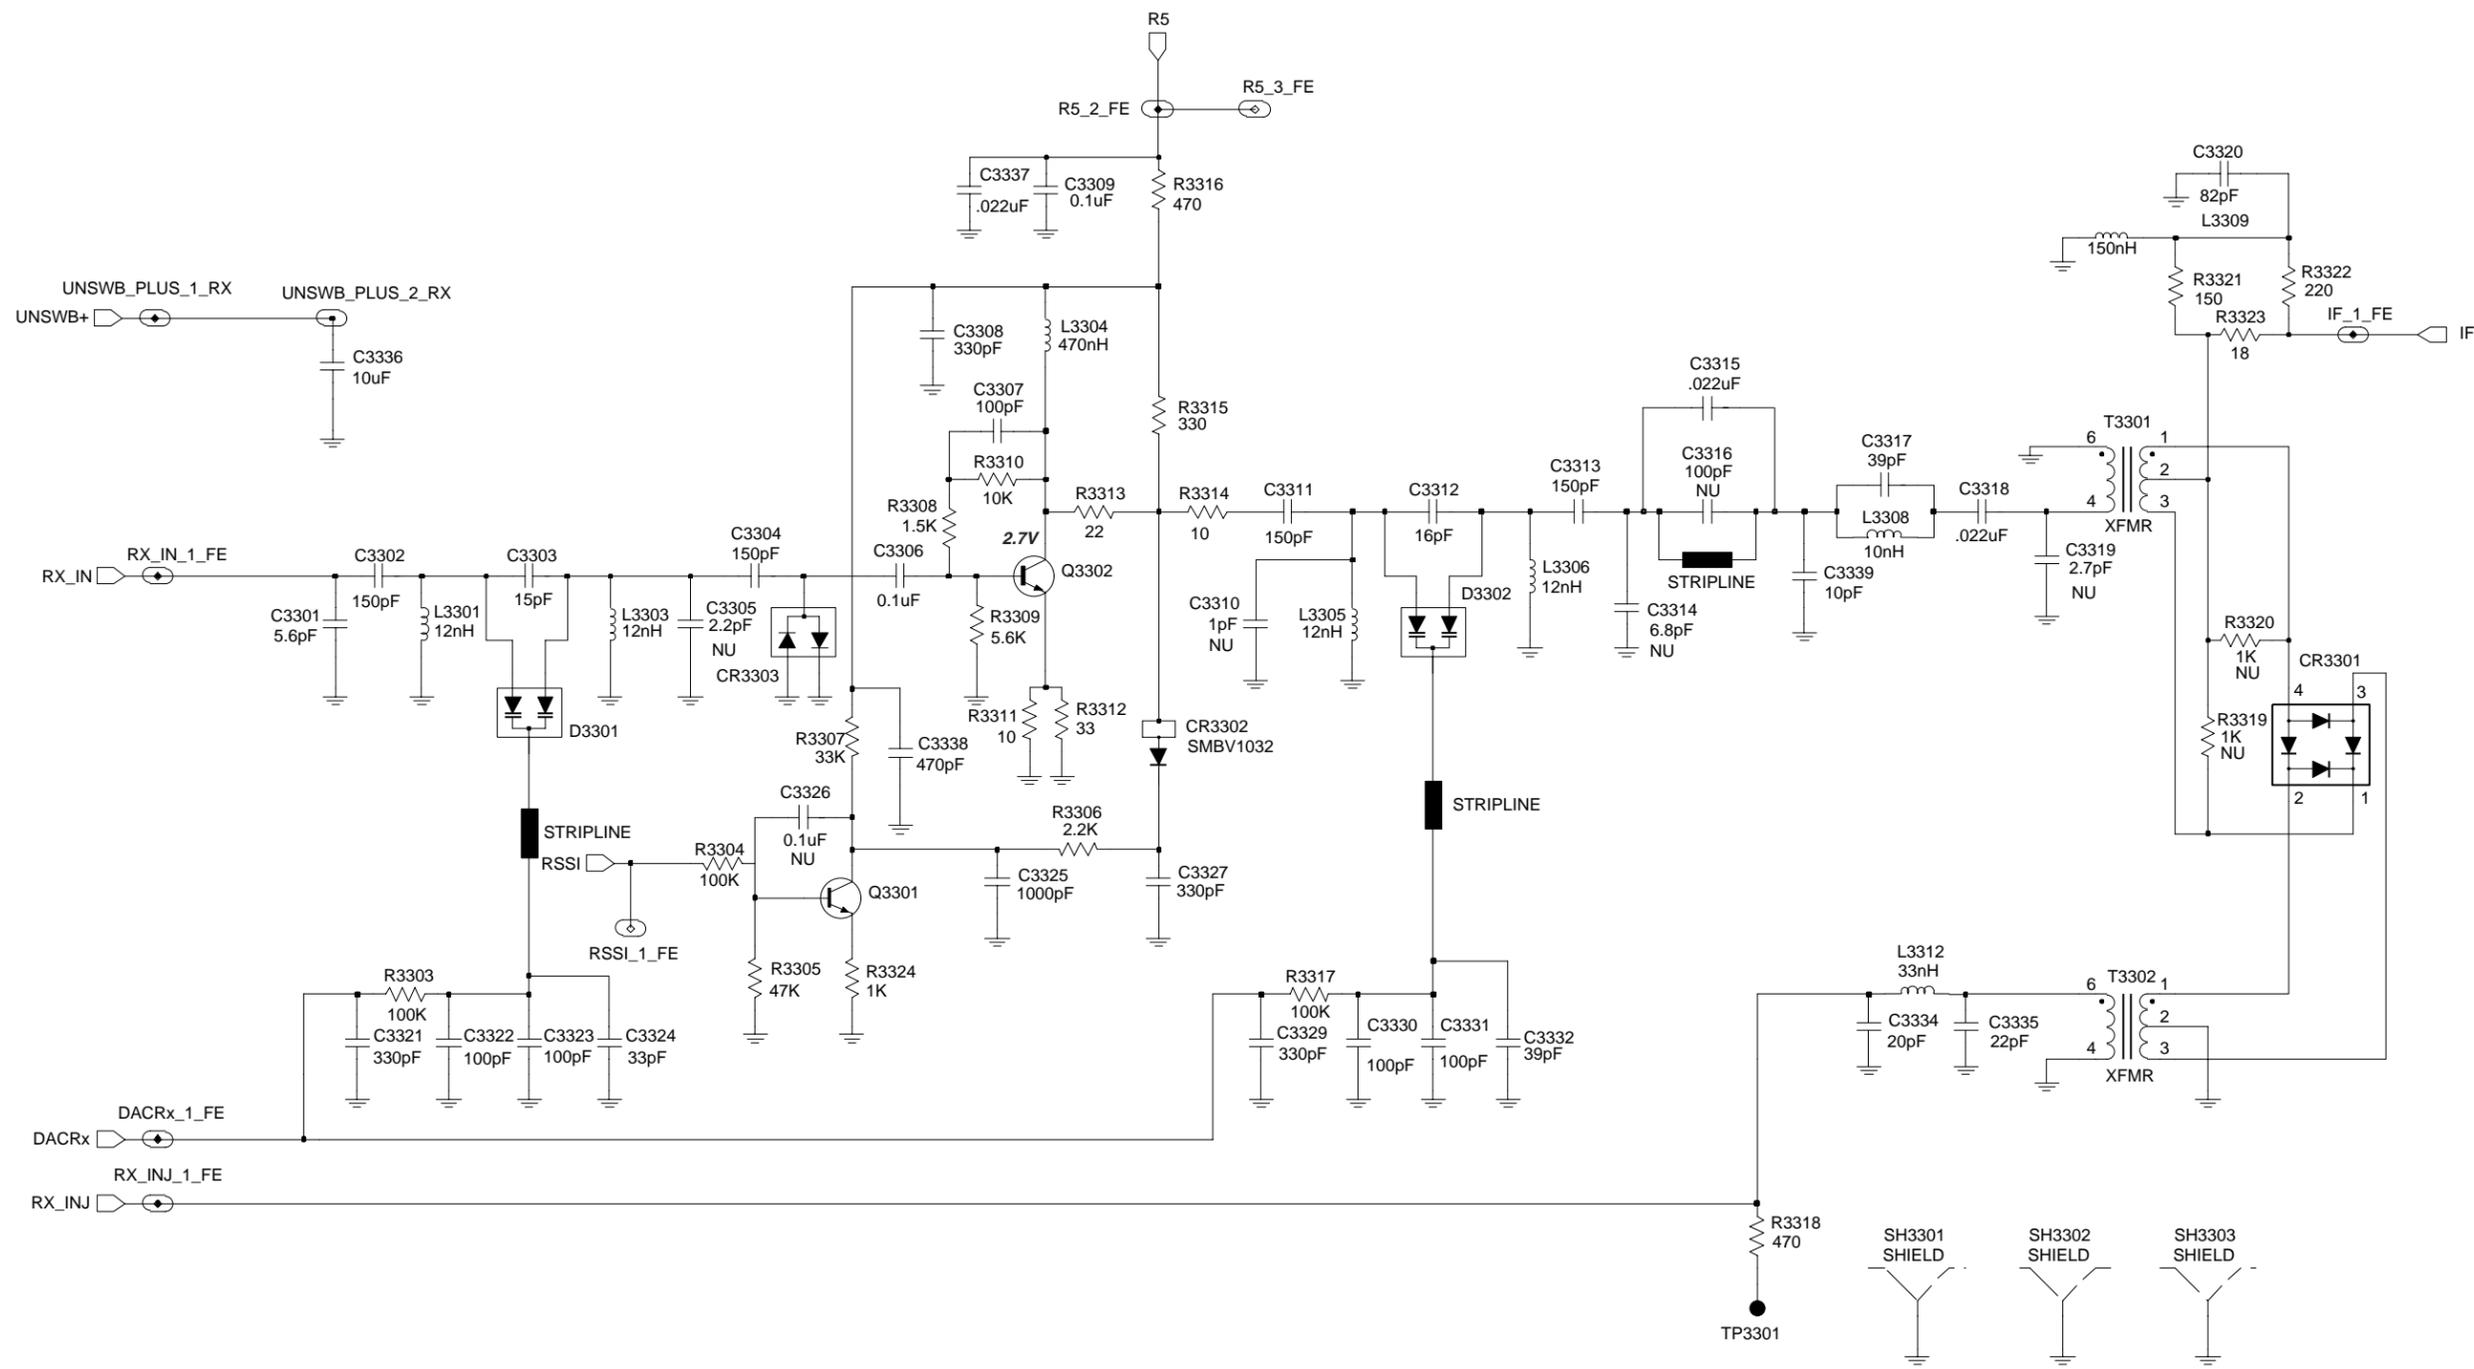 R5
R5_2_FE
R5_3_FE
C3337
.022uF
C3309
0.1uF
R3316
470
C3320
82pF
L3309
150nH
R3321
150
R3322
220
R3323
18
IF_1_FE
IF
UNSWB_PLUS_1_RX
UNSWB_PLUS_2_RX
UNSWB+
C3336
10uF
C3308
330pF
L3304
470nH
C3307
100pF
R3310
10K
R3308
1.5K
R3315
330
2.7V
R3313
22
R3314
10
C3311
150pF
C3312
16pF
C3313
150pF
C3315
.022uF
C3316
100pF
NU
STRIPLINE
C3317
39pF
L3308
10nH
C3318
.022uF
T3301
6
1
2
4
3
XFMR
RX_IN_1_FE
RX_IN
C3302
150pF
C3303
15pF
C3304
150pF
C3306
0.1uF
Q3302
C3301
5.6pF
L3301
12nH
L3303
12nH
C3305
2.2pF
NU
CR3303
R3309
5.6K
C3310
1pF
NU
L3305
12nH
D3302
L3306
12nH
C3314
6.8pF
NU
C3339
10pF
C3319
2.7pF
NU
R3320
1K
NU
CR3301
4
3
D3301
R3307
33K
C3338
470pF
R3311
10
R3312
33
CR3302
SMBV1032
R3319
1K
NU
2
1
STRIPLINE
C3326
0.1uF
NU
R3306
2.2K
STRIPLINE
RSSI
R3304
100K
Q3301
C3325
1000pF
C3327
330pF
RSSI_1_FE
R3303
100K
R3305
47K
R3324
1K
R3317
100K
L3312
33nH
T3302
6
1
2
4
3
XFMR
C3321
330pF
C3322
100pF
C3323
100pF
C3324
33pF
C3329
330pF
C3330
100pF
C3331
100pF
C3332
39pF
C3334
20pF
C3335
22pF
DACRx_1_FE
DACRx
RX_INJ_1_FE
RX_INJ
R3318
470
TP3301
SH3301
SHIELD
SH3302
SHIELD
SH3303
SHIELD